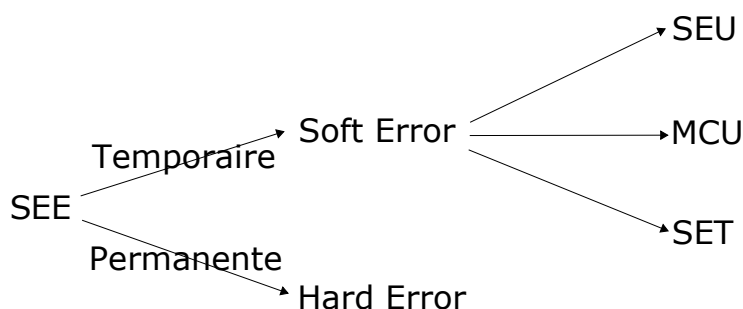 SEU
Soft Error
MCU
Temporaire
SEE
SET
Permanente
Hard Error